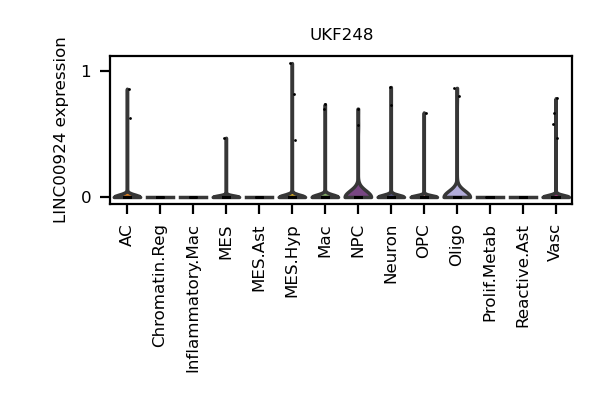 UKF248
LINC00924 expression
1
0
AC
Chromatin.Reg
Inflammatory.Mac
MES
MES.Ast
MES.Hyp
Mac
NPC
Neuron
OPC
Oligo
Prolif.Metab
Reactive.Ast
Vasc